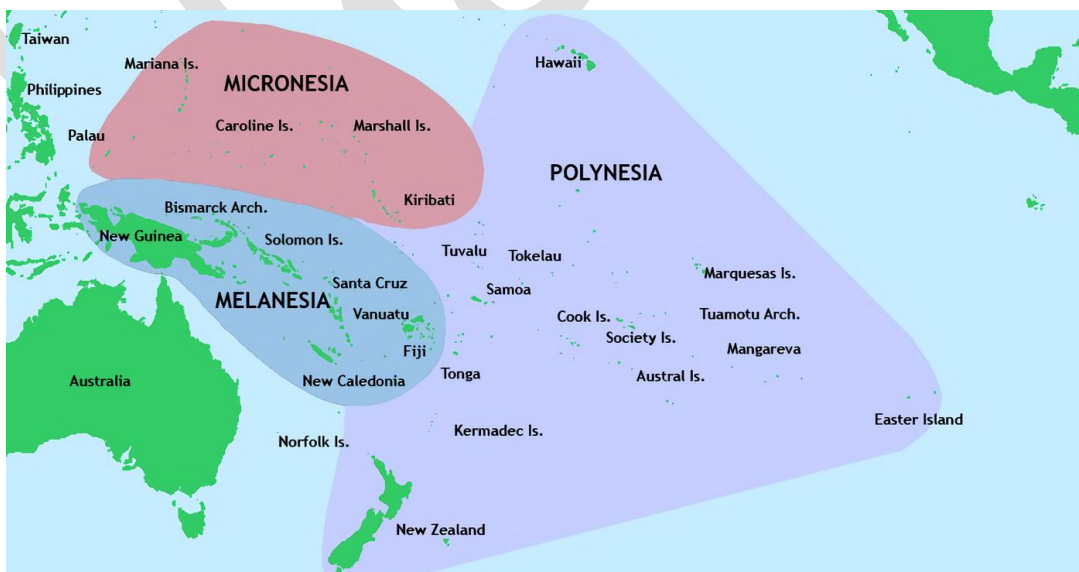 Taiwan
Mariana Is.
Hawaii
MICRONESIA
Philippines
Caroline Is.
Marshall Is.
Palau
POLYNESIA
Kiribati
Bismarck Arch.
New Guinea
Solomon Is.
Tuvalu
Tokelau
Marquesas Is.
Santa Cruz
Samoa
MELANESIA
Vanuatu
Cook Is.
Tuamotu Arch.
Society Is.
Fiji
Mangareva
Tonga
Austral Is.
Australia
New Caledonia
Easter Island
Kermadec Is.
Norfolk Is.
New Zealand